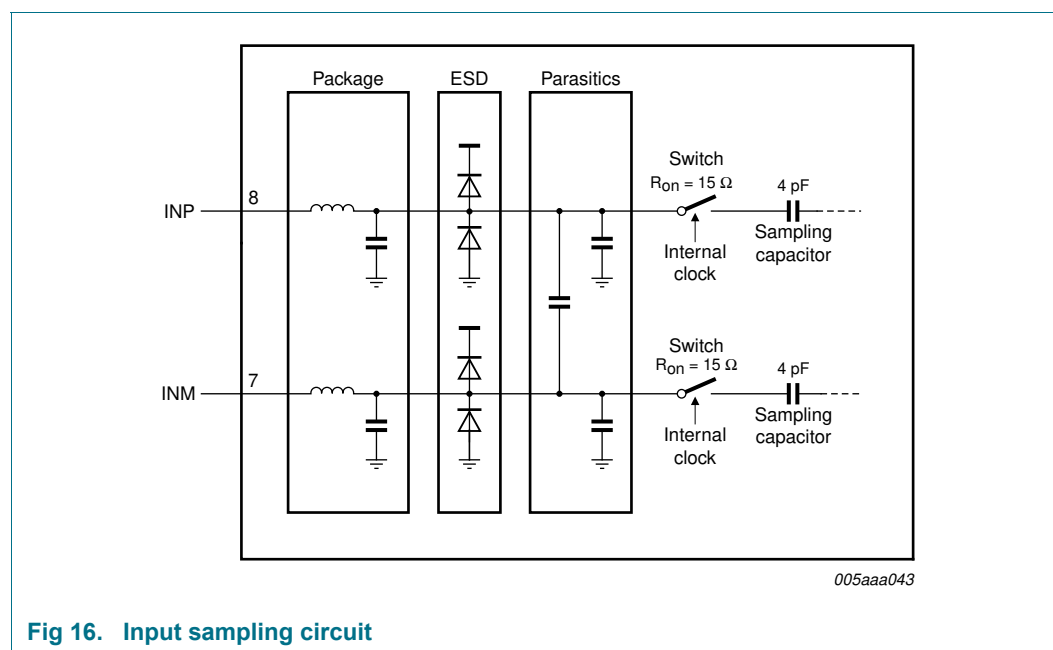 Package
ESD
Parasitics
Switch
Ron = 15 Ω
4 pF
INP
8
Internal
clock
Sampling
capacitor
Switch
Ron = 15 Ω
4 pF
INM
7
Internal
clock
Sampling
capacitor
005aaa043
Fig 16. Input sampling circuit